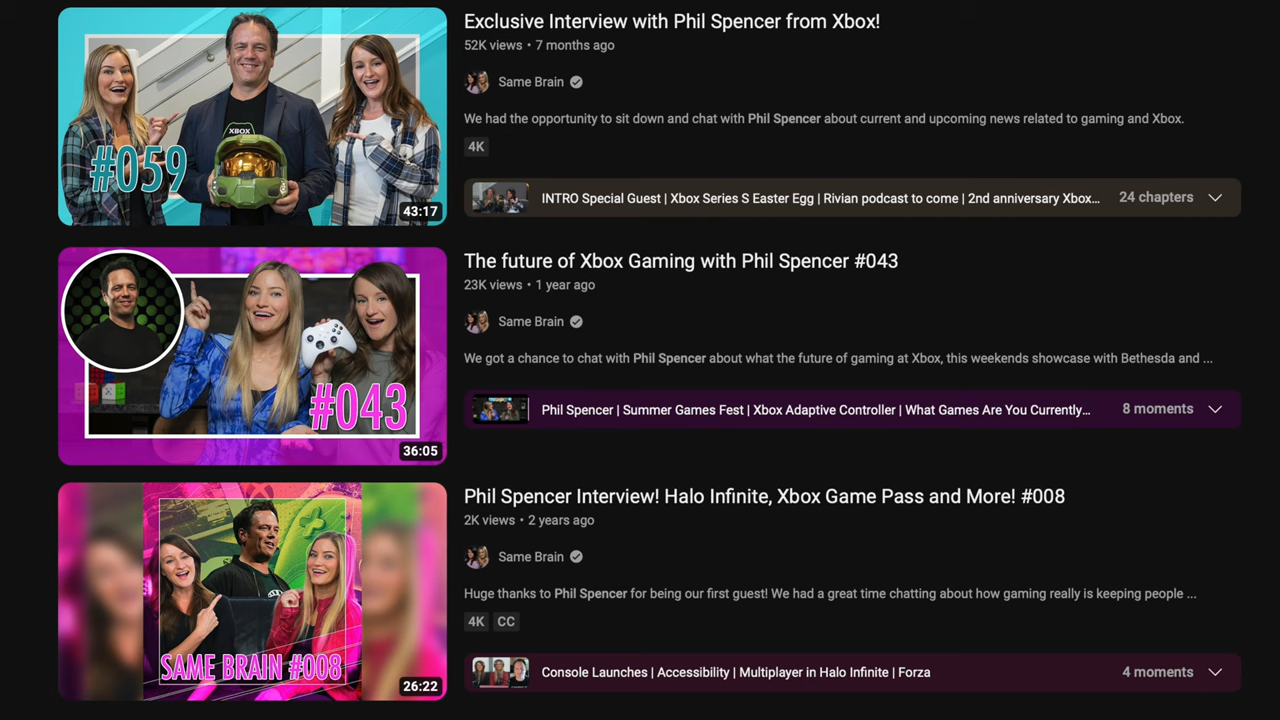 Exclusive Interview with Phil Spencer from Xbox!
52K views • 7 months ago
Same Brain
We had the opportunity to sit down and chat with Phil Spencer about current and upcoming news related to gaming and Xbox.
4K
XBOX
#059
43:17
INTRO Special Guest | Xbox Series S Easter Egg | Rivian podcast to come | 2nd anniversary Xbox...
24 chapters
The future of Xbox Gaming with Phil Spencer #043
23K views • 1 year ago
Same Brain
We got a chance to chat with Phil Spencer about what the future of gaming at Xbox, this weekends showcase with Bethesda and ...
#043
36:05
Phil Spencer | Summer Games Fest | Xbox Adaptive Controller | What Games Are You Currently...
8 moments
Phil Spencer Interview! Halo Infinite, Xbox Game Pass and More! #008
2K views • 2 years ago
Same Brain
Huge thanks to Phil Spencer for being our first guest! We had a great time chatting about how gaming really is keeping people ...
4K CC
SAME BRAIN #008
26:22
Console Launches | Accessibility | Multiplayer in Halo Infinite | Forza
4 moments